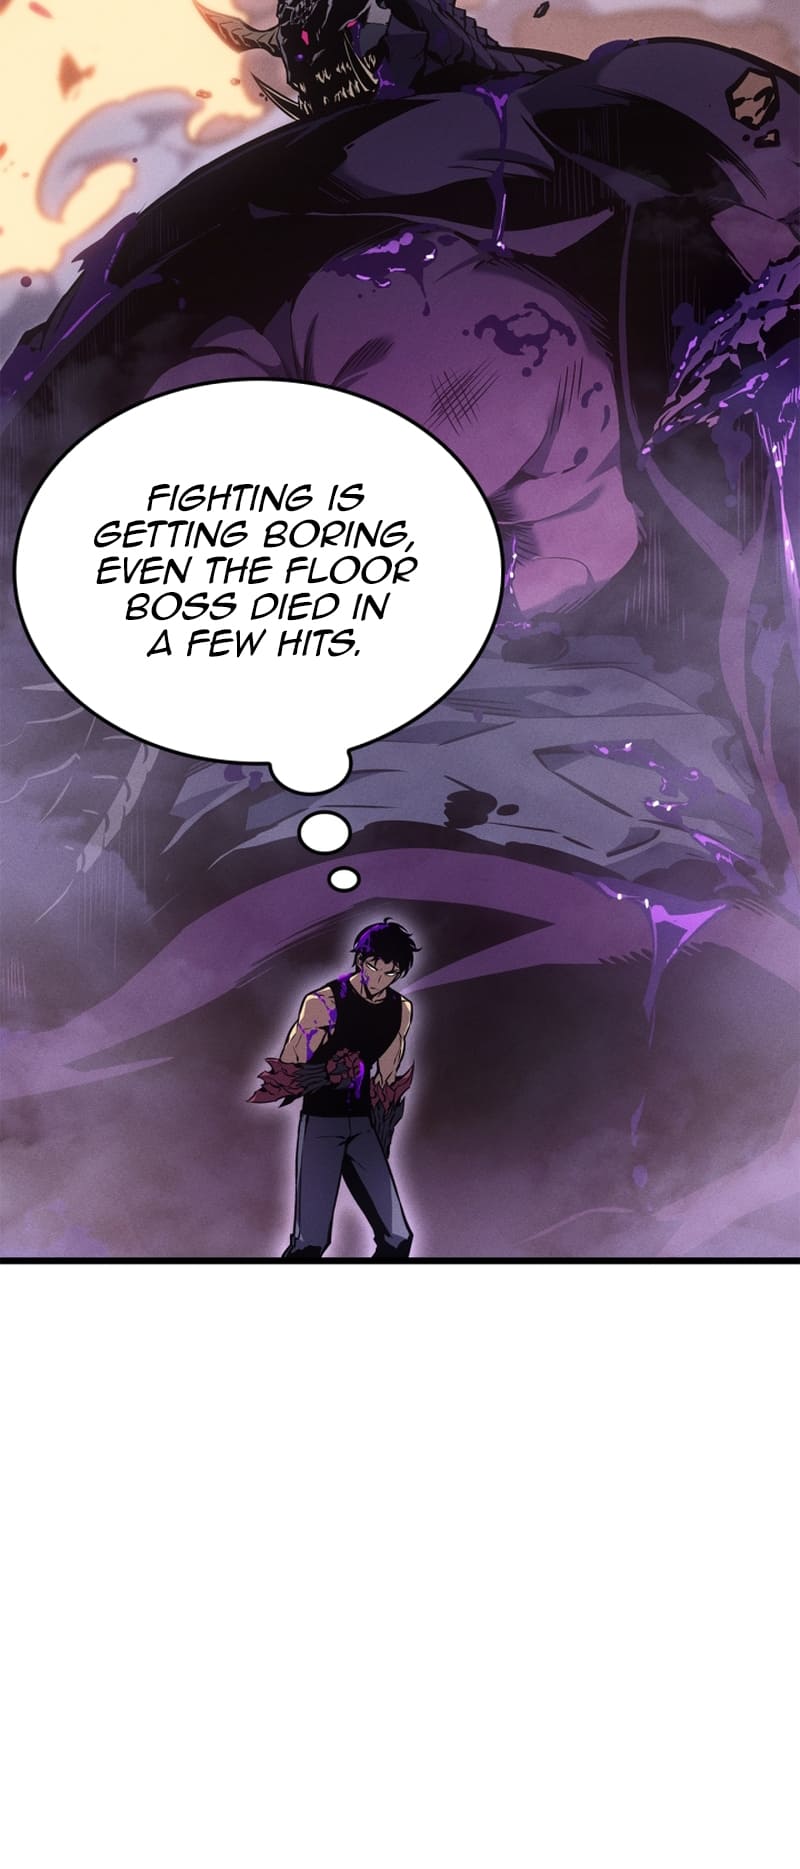 FIGHTING IS
GETTING BORING,
EVEN THE FLOOR
BOSS DIED IN
A FEW HITS.